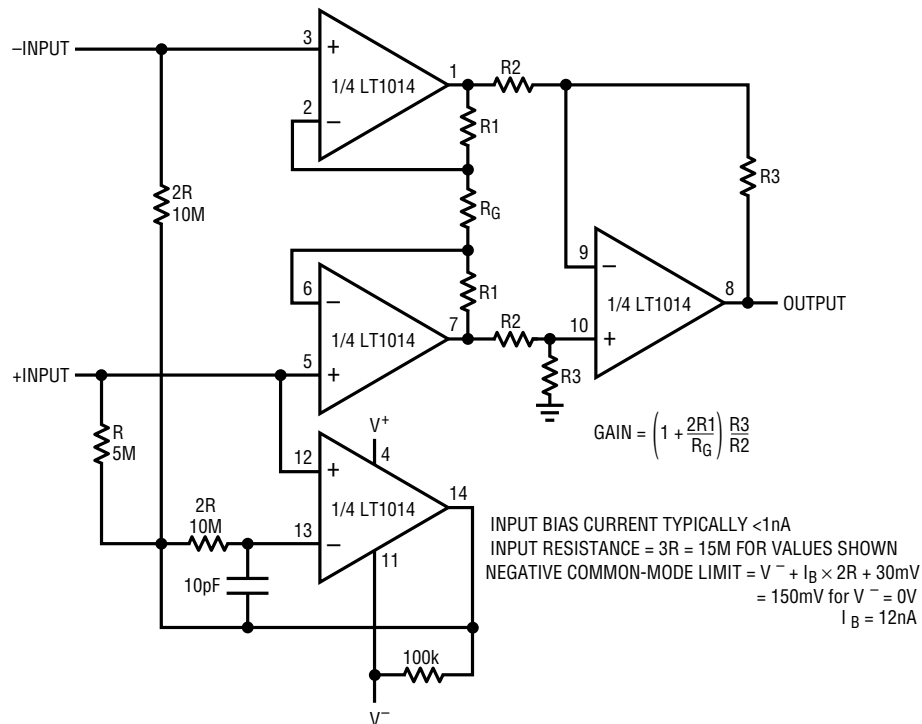 –INPUT
3
+
1/4 LT1014
1
2
–
R2
R1
RG
R3
2R
10M
6
–
1/4 LT1014
7
5
+
R1
R2
9
–
1/4 LT1014
8
OUTPUT
10
+
R3
+INPUT
R
5M
V+
4
12
+
1/4 LT1014
14
13
–
11
2R
10M
10pF
100k
V–
GAIN = (1 + 2R1/RG) R3/R2
INPUT BIAS CURRENT TYPICALLY <1nA
INPUT RESISTANCE = 3R = 15M FOR VALUES SHOWN
NEGATIVE COMMON-MODE LIMIT = V – + IB × 2R + 30mV
= 150mV for V – = 0V
I B = 12nA